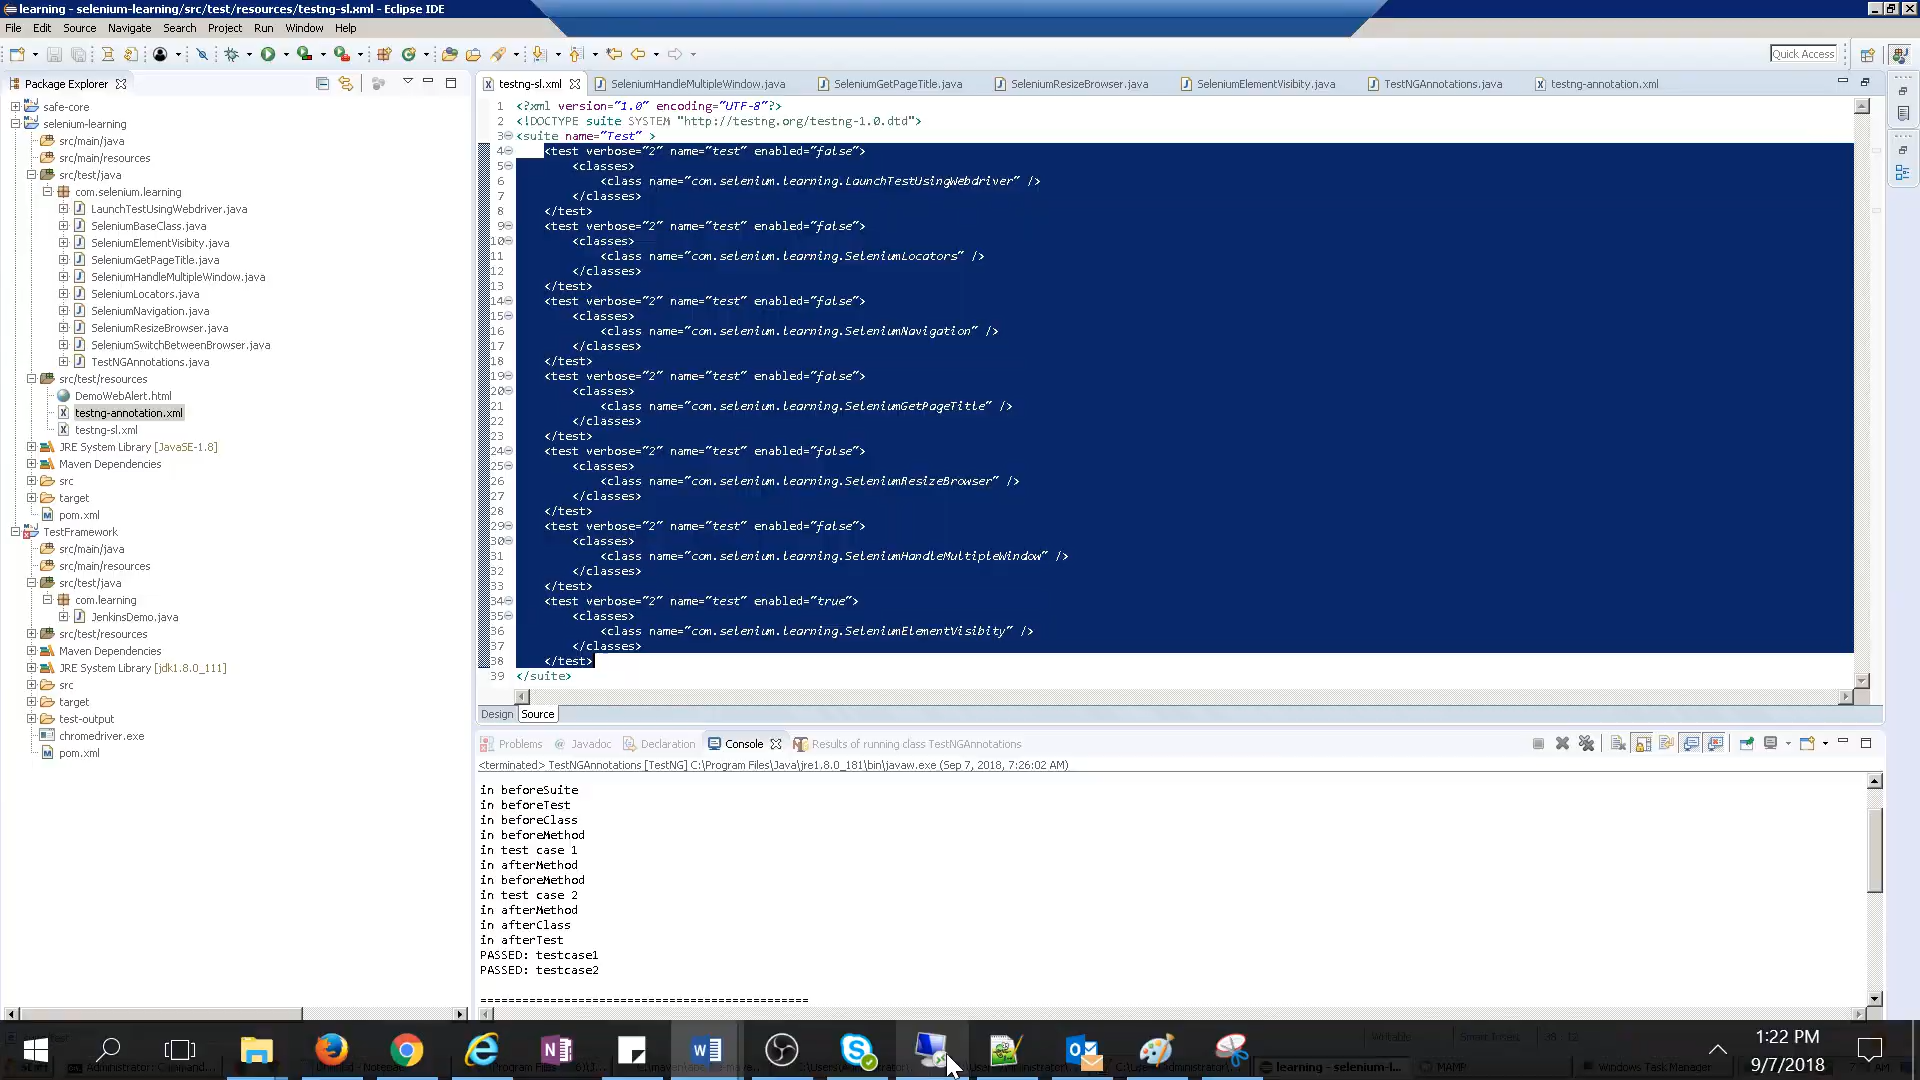 learning - selenium-learning/src/test/resources/testng-sl.xml - Eclipse IDE
File Edit Source Navigate Search Project Run Window Help
Quick Access
Package Explorer
safe-core
selenium-learning
src/main/java
src/main/resources
src/test/java
com.selenium.learning
LaunchTestUsingWebdriver.java
SeleniumBaseClass.java
SeleniumElementVisibity.java
SeleniumGetPageTitle.java
SeleniumHandleMultipleWindow.java
SeleniumLocators.java
SeleniumNavigation.java
SeleniumResizeBrowser.java
SeleniumSwitchBetweenBrowser.java
TestNGAnnotations.java
src/test/resources
DemoWebAlert.html
testng-annotation.xml
testng-sl.xml
JRE System Library [JavaSE-1.8]
Maven Dependencies
src
target
pom.xml
TestFramework
src/main/java
src/main/resources
src/test/java
com.learning
JenkinsDemo.java
src/test/resources
Maven Dependencies
JRE System Library [jdk1.8.0_111]
src
target
test-output
chromedriver.exe
pom.xml
testng-sl.xml SeleniumHandleMultipleWindow.java SeleniumGetPageTitle.java SeleniumResizeBrowser.java SeleniumElementVisibity.java TestNGAnnotations.java testng-annotation.xml
1 <?xml version="1.0" encoding="UTF-8"?>
2 <!DOCTYPE suite SYSTEM "http://testng.org/testng-1.0.dtd">
3 <suite name="Test" >
4 <test verbose="2" name="test" enabled="false">
5 <classes>
6 <class name="com.selenium.learning.LaunchTestUsingWebdriver" />
7 </classes>
8 </test>
9 <test verbose="2" name="test" enabled="false">
10 <classes>
11 <class name="com.selenium.learning.SeleniumLocators" />
12 </classes>
13 </test>
14 <test verbose="2" name="test" enabled="false">
15 <classes>
16 <class name="com.selenium.learning.SeleniumNavigation" />
17 </classes>
18 </test>
19 <test verbose="2" name="test" enabled="false">
20 <classes>
21 <class name="com.selenium.learning.SeleniumGetPageTitle" />
22 </classes>
23 </test>
24 <test verbose="2" name="test" enabled="false">
25 <classes>
26 <class name="com.selenium.learning.SeleniumResizeBrowser" />
27 </classes>
28 </test>
29 <test verbose="2" name="test" enabled="false">
30 <classes>
31 <class name="com.selenium.learning.SeleniumHandleMultipleWindow" />
32 </classes>
33 </test>
34 <test verbose="2" name="test" enabled="true">
35 <classes>
36 <class name="com.selenium.learning.SeleniumElementVisibity" />
37 </classes>
38 </test>
39 </suite>
Design Source
Problems Javadoc Declaration Console Results of running class TestNGAnnotations
<terminated> TestNGAnnotations [TestNG] C:\Program Files\Java\jre1.8.0_181\bin\javaw.exe (Sep 7, 2018, 7:26:02 AM)
in beforeSuite
in beforeTest
in beforeClass
in beforeMethod
in test case 1
in afterMethod
in beforeMethod
in test case 2
in afterMethod
in afterClass
in afterTest
PASSED: testcase1
PASSED: testcase2
===============================================
Writable Smart Insert
learning - selenium-l... MAMP Windows Task Manager
1:22 PM
9/7/2018